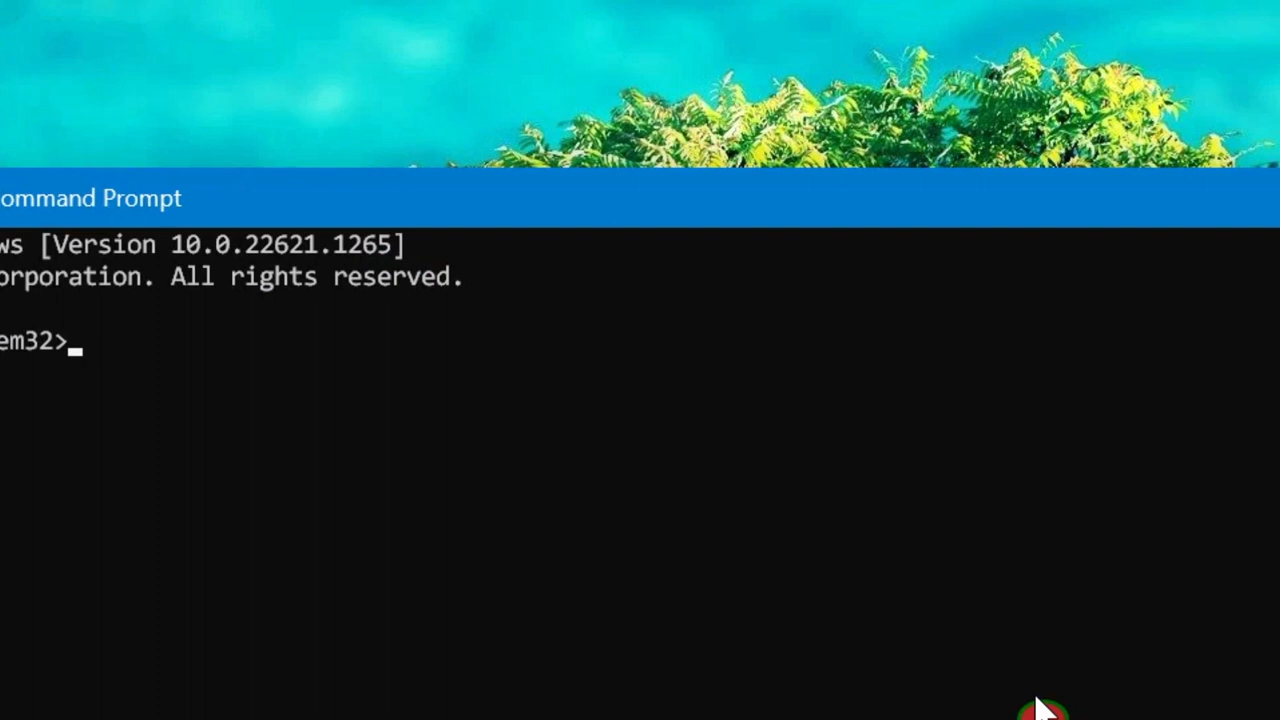 ommand Prompt
ws [Version 10.0.22621.1265]
orporation. All rights reserved.
em32>